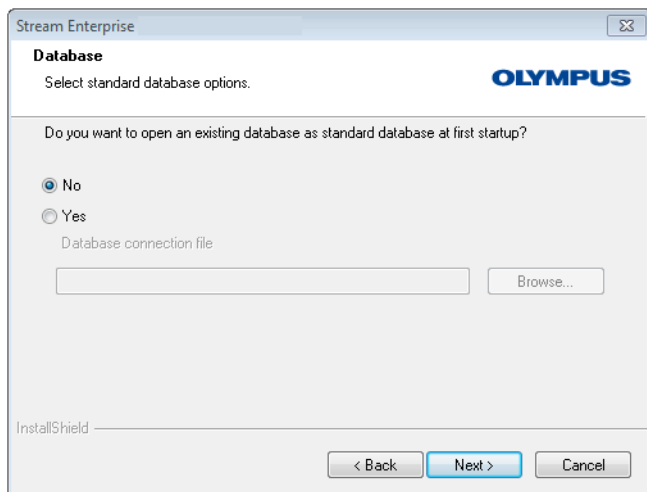 Stream Enterprise
Database
Select standard database options.
OLYMPUS
Do you want to open an existing database as standard database at first startup?
No
Yes
Database connection file
Browse...
InstallShield
< Back
Next >
Cancel